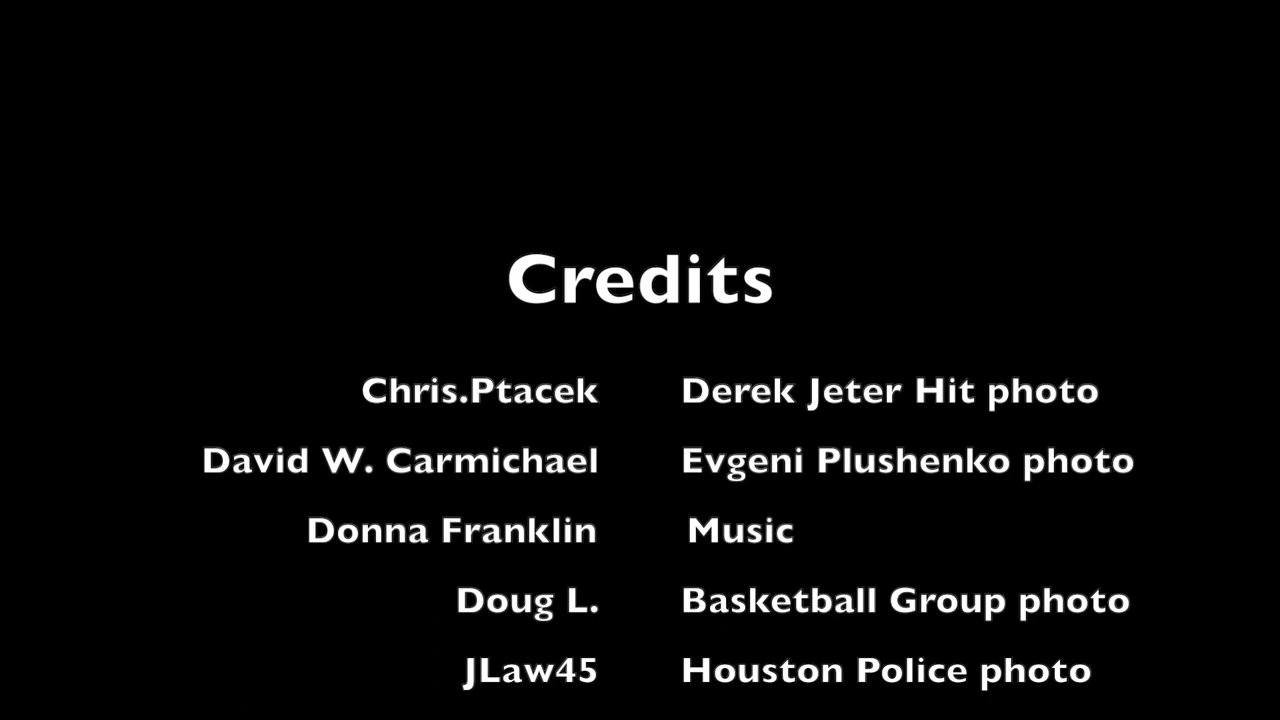 Credits
Chris.Ptacek Derek Jeter Hit photo
David W. Carmichael Evgeni Plushenko photo
Donna Franklin Music
Doug L. Basketball Group photo
JLaw45 Houston Police photo